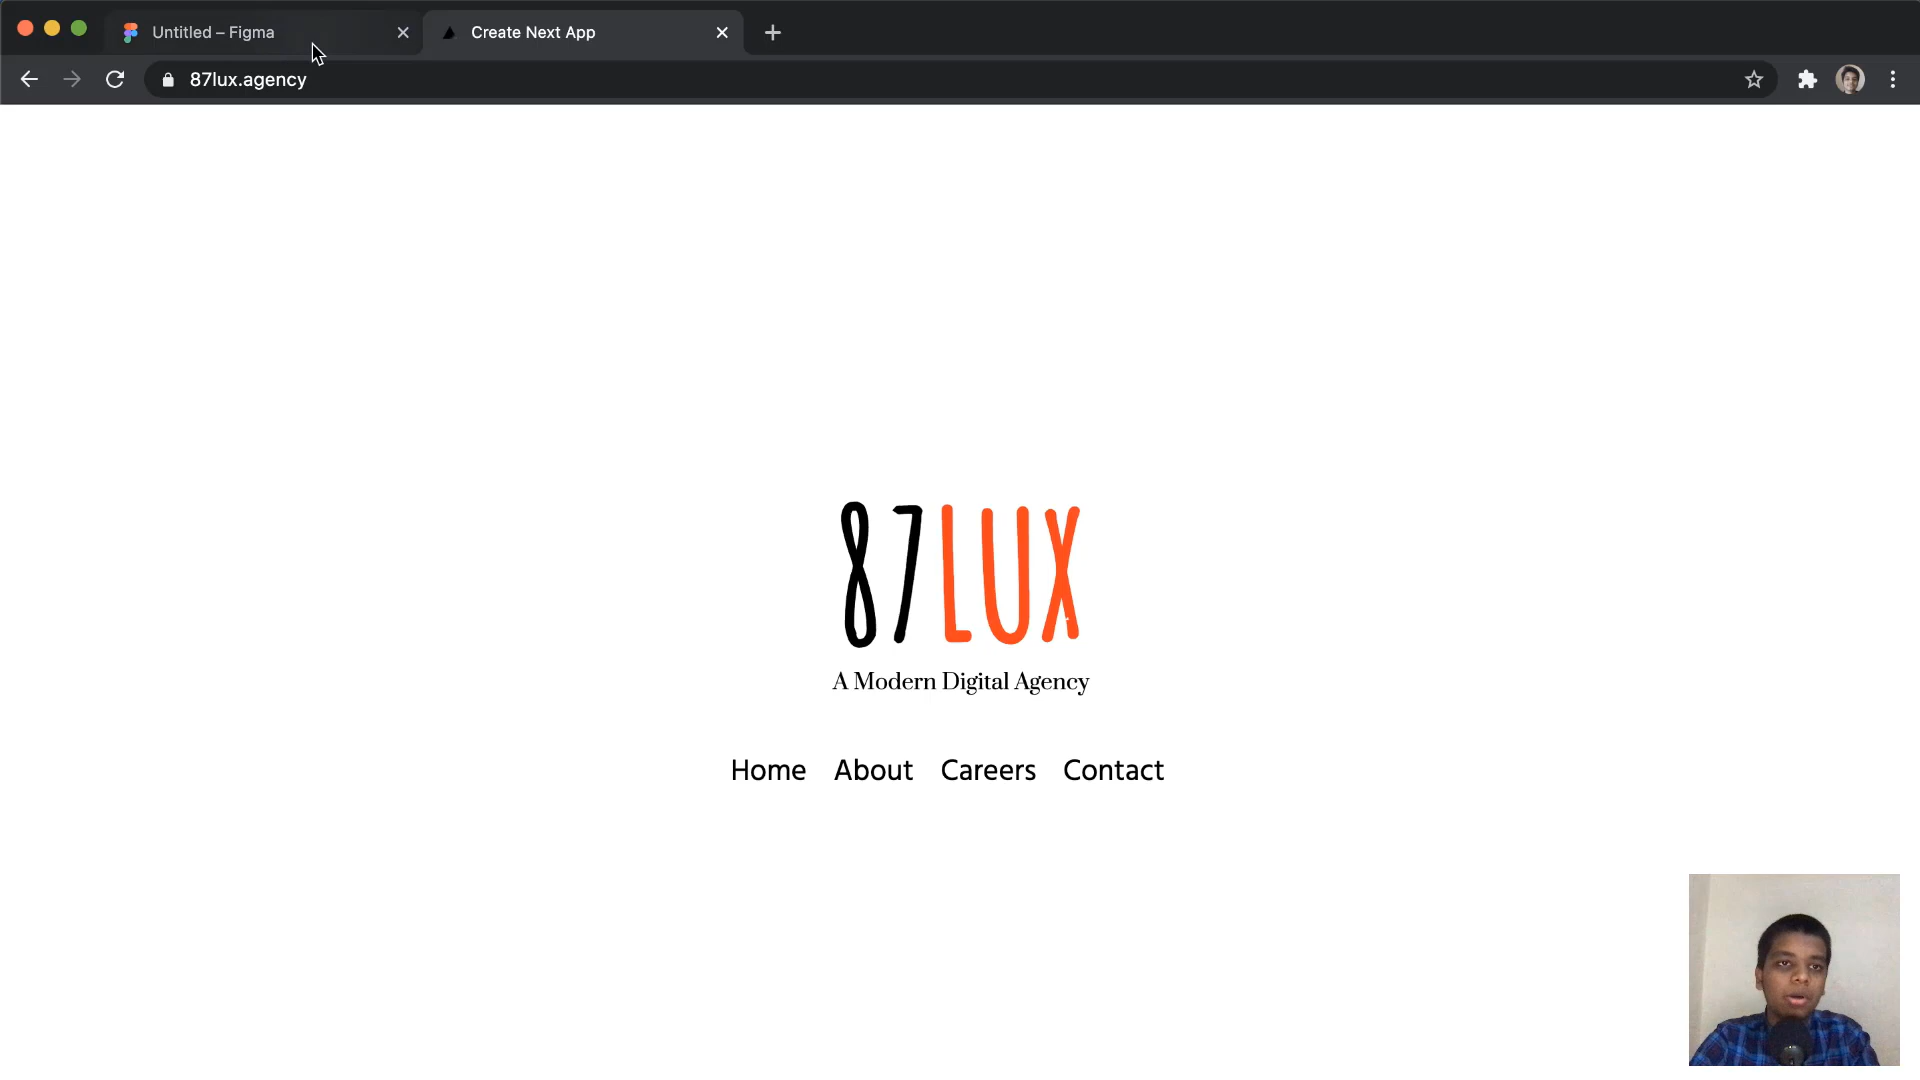 Untitled – Figma
Create Next App
87lux.agency
87LUX
A Modern Digital Agency
Home About Careers Contact